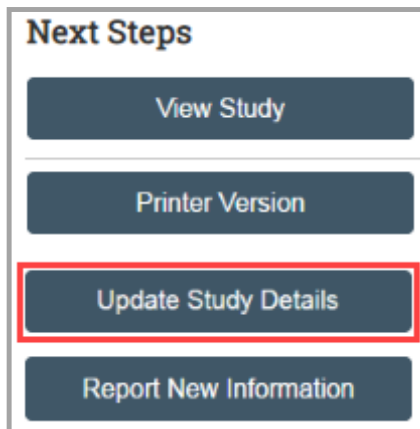 Next Steps
View Study
Printer Version
Update Study Details
Report New Information